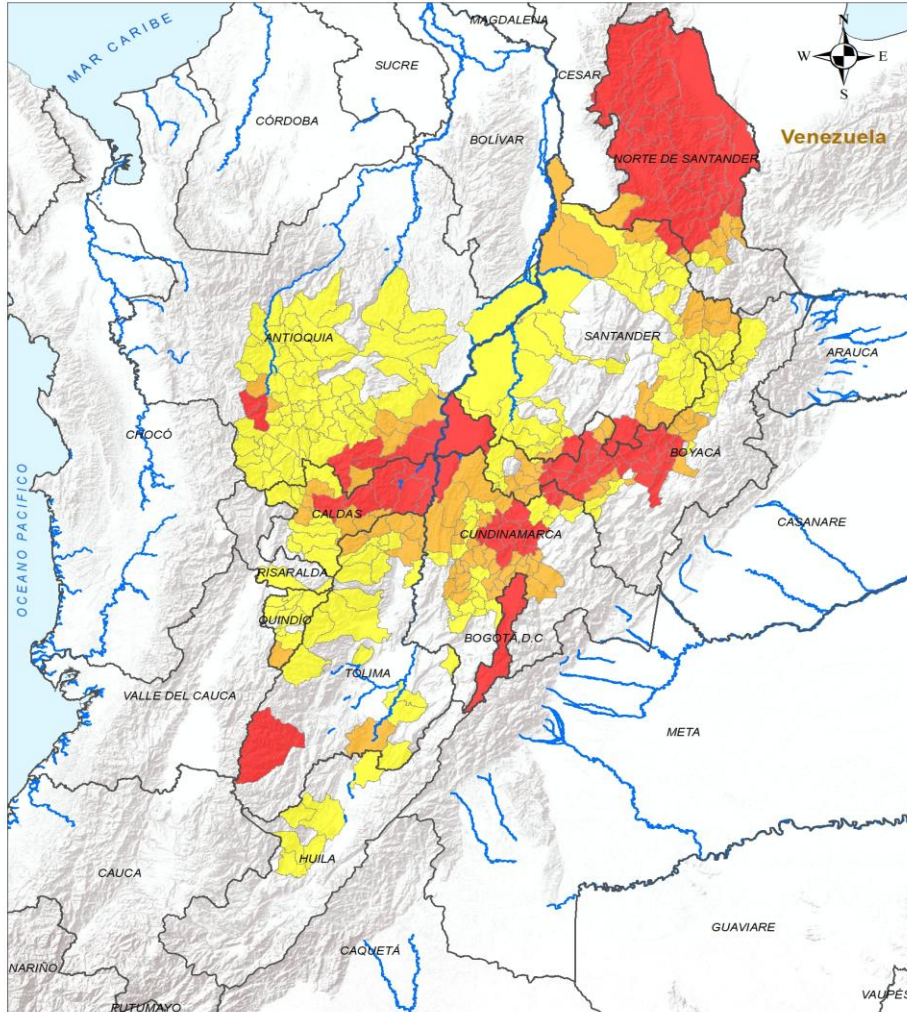 MAGDALENA
N
MAR CARIBE
W
E
SUCRE
S
CESAR
CÓRDOBA
Venezuela
BOLÍVAR
NORTE DE SANTANDER
ANTIOQUIA
SANTANDER
ARAUCA
CHOCÓ
BOYACÁ
OCEANO PACIFICO
CALDAS
CASANARE
CUNDINAMARCA
RISARALDA
QUINDÍO
BOGOTÁ, D.C
TOLIMA
VALLE DEL CAUCA
META
HUILA
CAUCA
GUAVIARE
CAQUETÁ
NARIÑO
VAUPÉS
PUTUMAYO